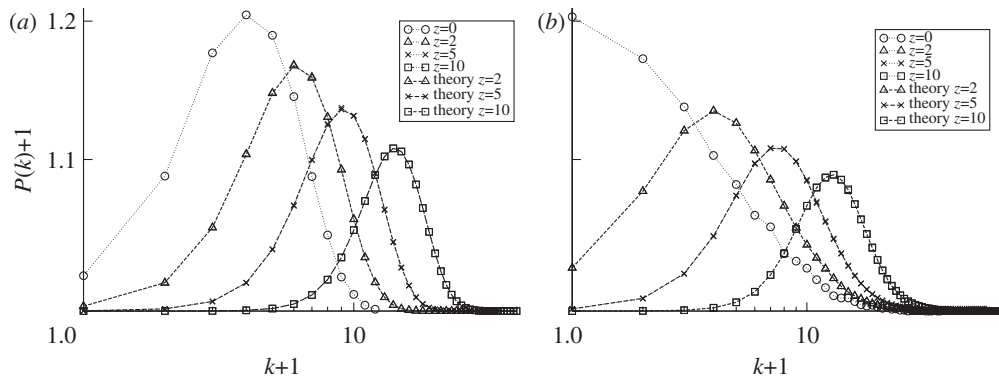 (a)
1.2
1.1
1.0
10
P(k)+1
k+1
z=0
z=2
z=5
z=10
theory z=2
theory z=5
theory z=10
(b)
1.0
10
k+1
z=0
z=2
z=5
z=10
theory z=2
theory z=5
theory z=10